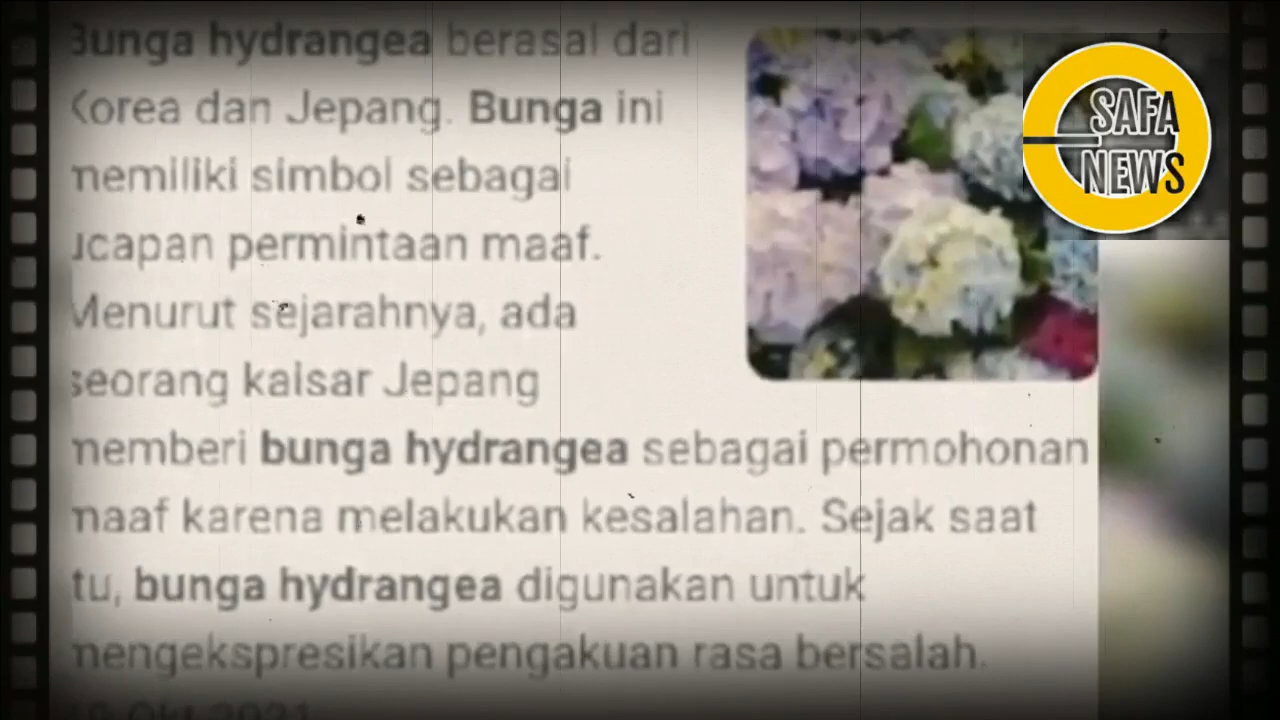 Bunga hydrangea berasal dari
Korea dan Jepang. Bunga ini
memiliki simbol sebagai
ucapan permintaan maaf.
Menurut sejarahnya, ada
seorang kaisar Jepang
memberi bunga hydrangea sebagai permohonan
maaf karena melakukan kesalahan. Sejak saat
itu, bunga hydrangea digunakan untuk
mengekspresikan pengakuan rasa bersalah.
SAFA
NEWS